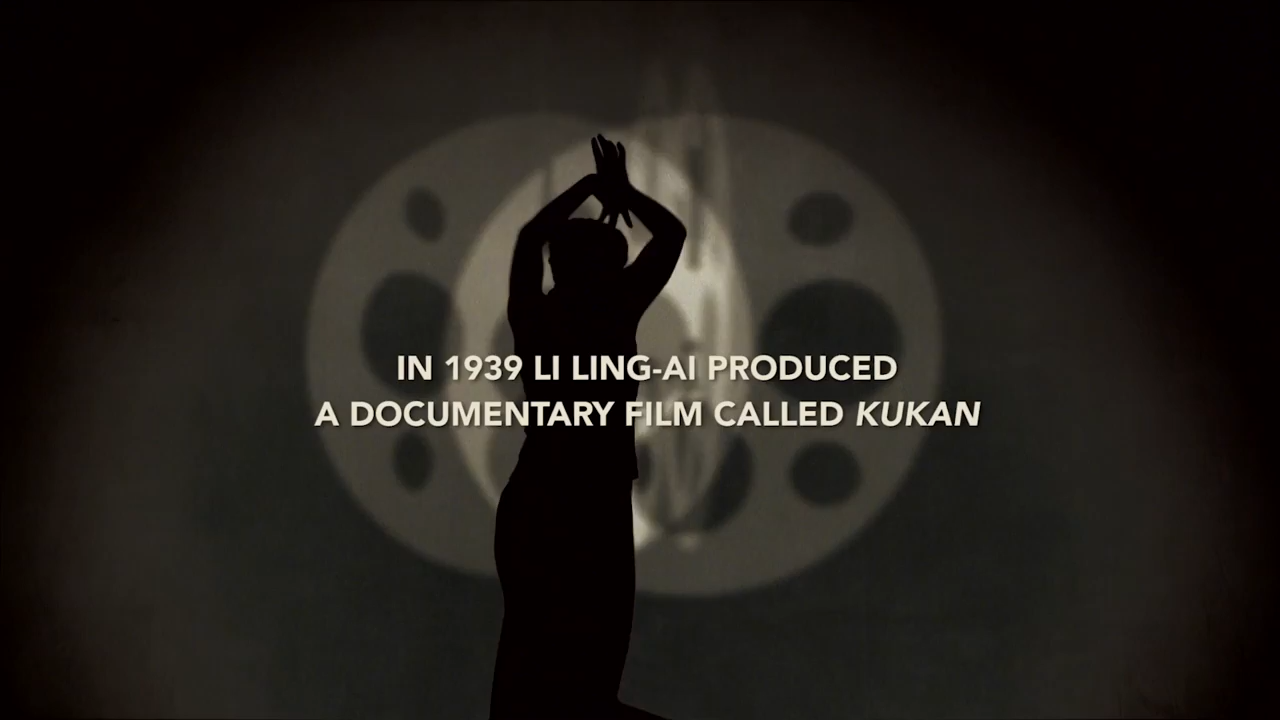 IN 1939 LI LING-AI PRODUCED
A DOCUMENTARY FILM CALLED KUKAN